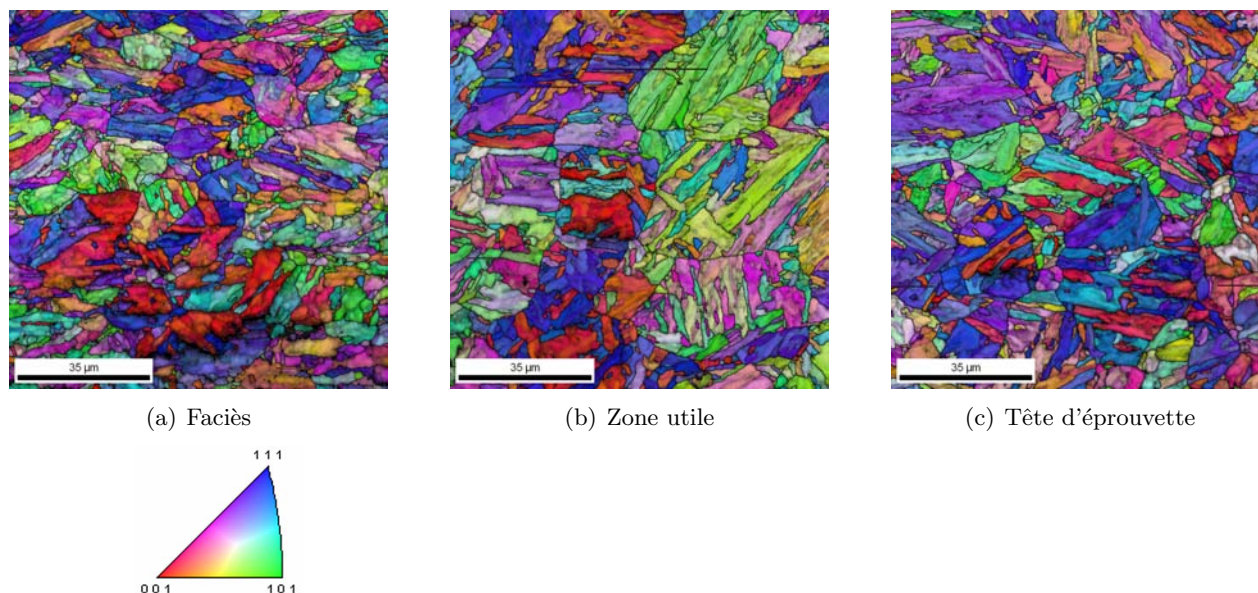 35 µm
35 µm
35 µm
(a) Faciès
(b) Zone utile
(c) Tête d'éprouvette
1 1 1
0 0 1
1 0 1